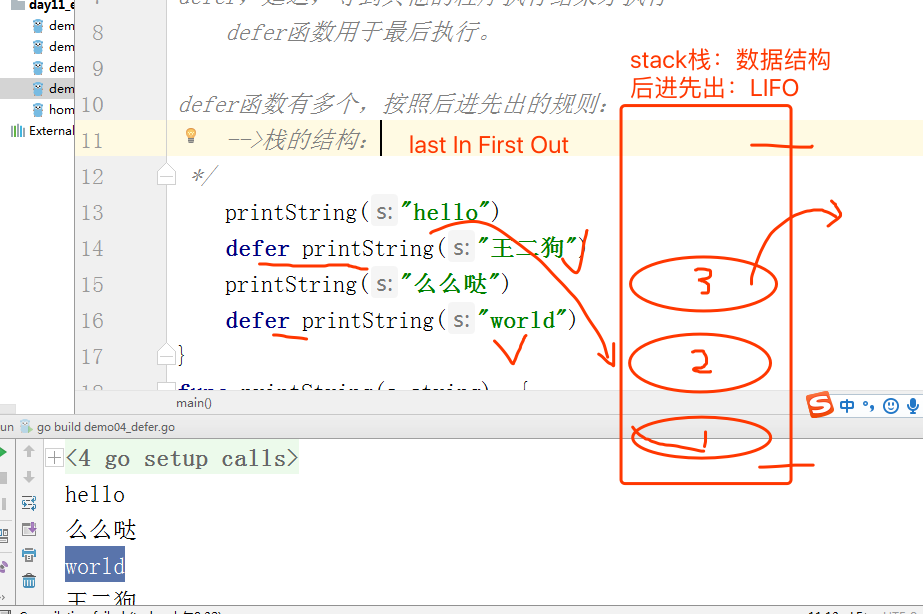 day11_e
defer，延迟，等到其他的程序执行结束才执行
dem
8 defer函数用于最后执行。
dem
9
dem
stack栈：数据结构
后进先出：LIFO
dem
10 defer函数有多个，按照后进先出的规则：
hom
External
11 -->栈的结构：
last In First Out
12 */
13 printString( s: "hello")
14 defer printString( s: "王二狗")
15 printString( s: "么么哒")
16 defer printString( s: "world")
17 }
3
2
1
main()
中
go build demo04_defer.go
<4 go setup calls>
hello
么么哒
world
王二狗